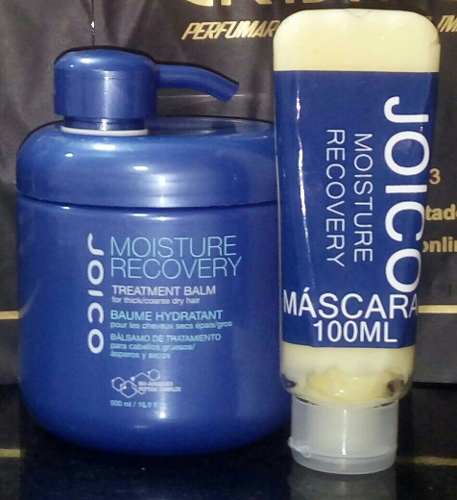 PERFUMAR
JOICO
MOISTURE
RECOVERY
TREATMENT BALM
for thick/coarse dry hair
BAUME HYDRATANT
pour les cheveux secs épais/gros
BÁLSAMO DE TRATAMIENTO
para cabellos gruesos/
ásperos y secos
500 ml
JOICO
MOISTURE
RECOVERY
MÁSCARA
100ML
3